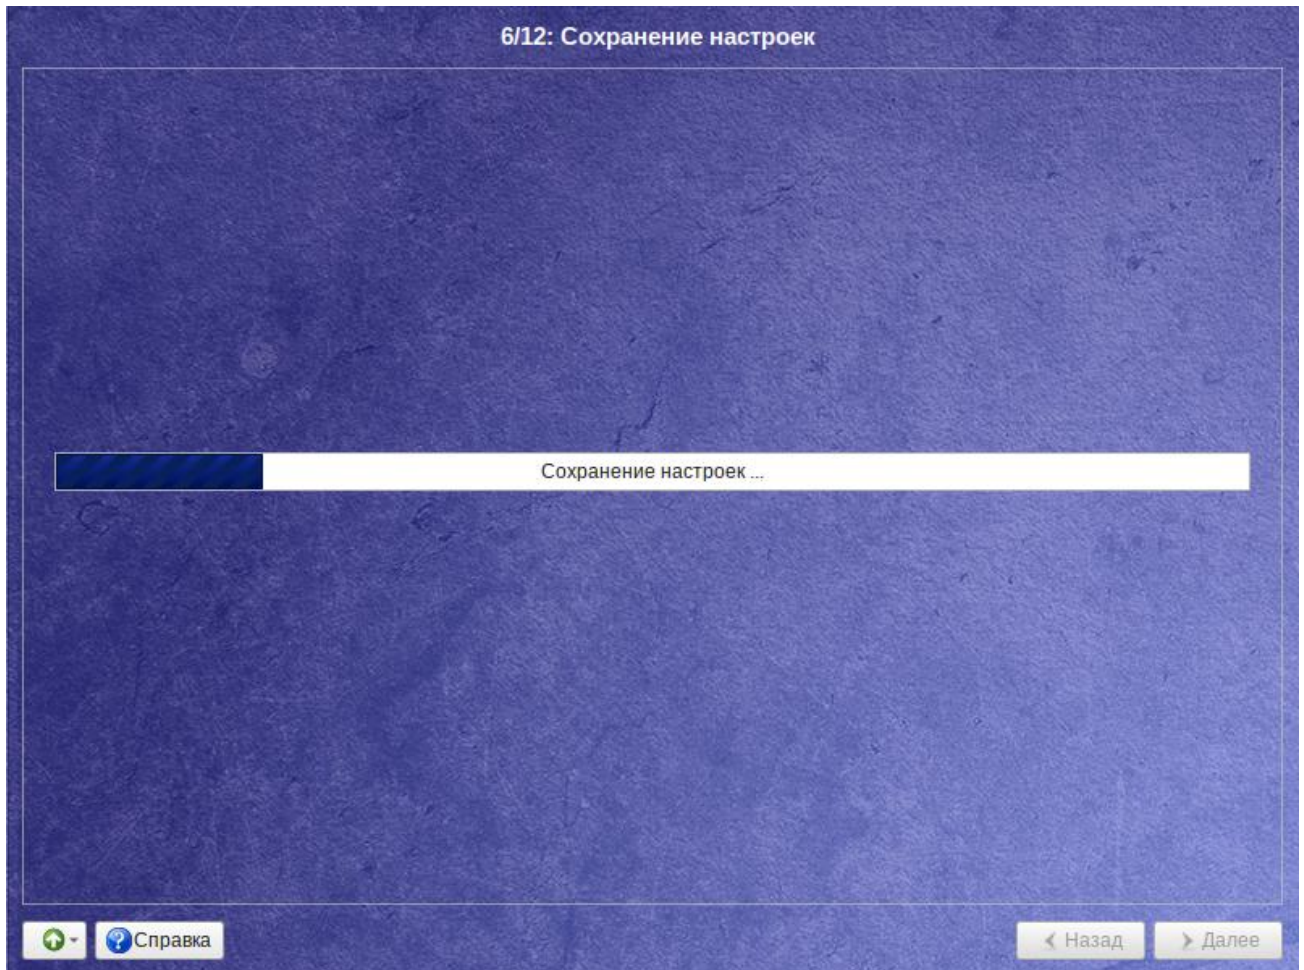 6/12: Сохранение настроек
Сохранение настроек ...
Справка
Назад
Далее